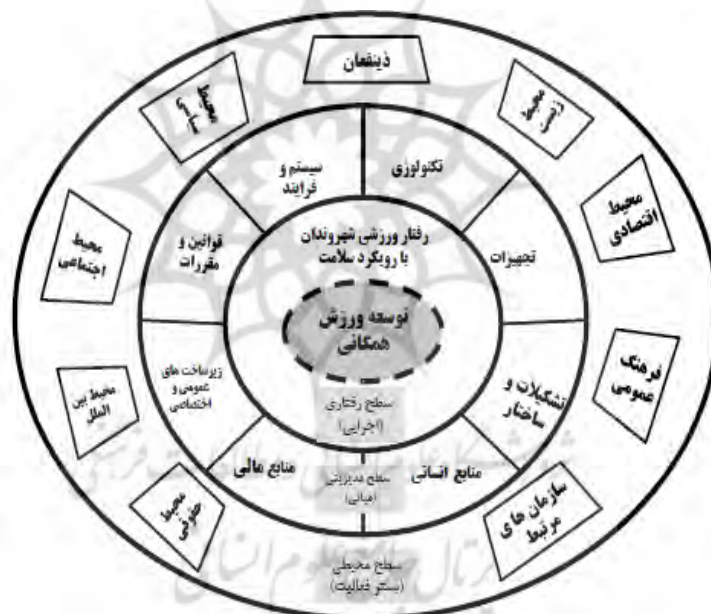 ذینفعان
محیط
زیست
محیط
اقتصادی
فرهنگ
عمومی
سازمان های
مرتبط
سطح محیطی
(بستر فعالیت)
محیط
حقوقی
محیط بین
الملل
محیط
اجتماعی
محیط
سیاسی
تکنولوژی
تجهیزات
تشکیلات و
ساختار
منابع انسانی
سطح مدیریتی
(میانی)
منابع مالی
زیرساخت های
عمومی و
اختصاصی
قوانین و
مقررات
سیستم و
فرایند
رفتار ورزشی شهروندان
با رویکرد سلامت
توسعه ورزش
همگانی
سطح رفتاری
(اجرایی)